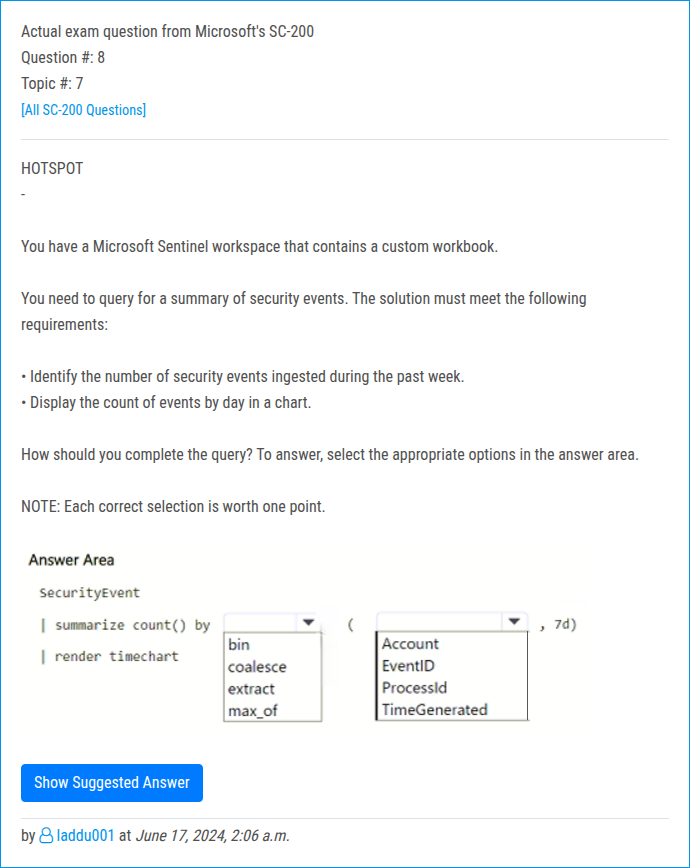 Actual exam question from Microsoft's SC-200
Question #: 8
Topic #: 7
[All SC-200 Questions]
HOTSPOT
-
You have a Microsoft Sentinel workspace that contains a custom workbook.
You need to query for a summary of security events. The solution must meet the following
requirements:
• Identify the number of security events ingested during the past week.
• Display the count of events by day in a chart.
How should you complete the query? To answer, select the appropriate options in the answer area.
NOTE: Each correct selection is worth one point.
Answer Area
SecurityEvent
| summarize count() by ( , 7d)
| render timechart
bin
coalesce
extract
max_of
Account
EventID
ProcessId
TimeGenerated
Show Suggested Answer
by laddu001 at June 17, 2024, 2:06 a.m.